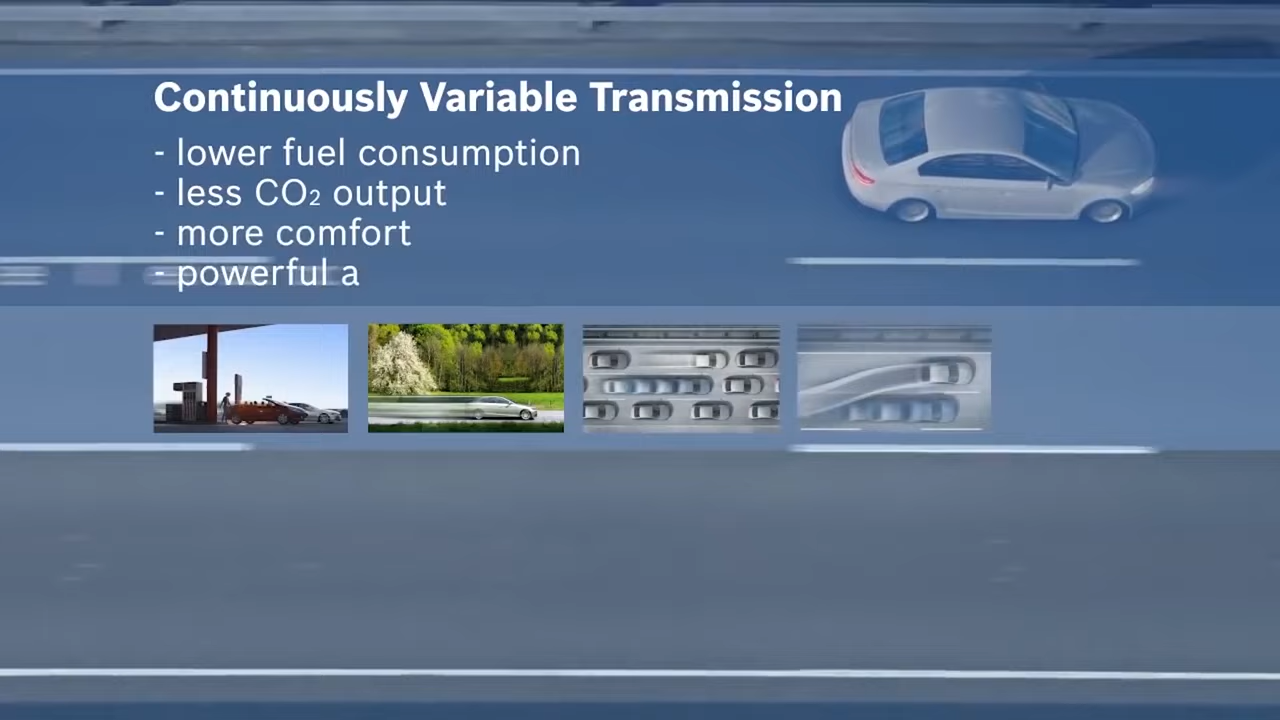 Continuously Variable Transmission
- lower fuel consumption
- less CO₂ output
- more comfort
- powerful a